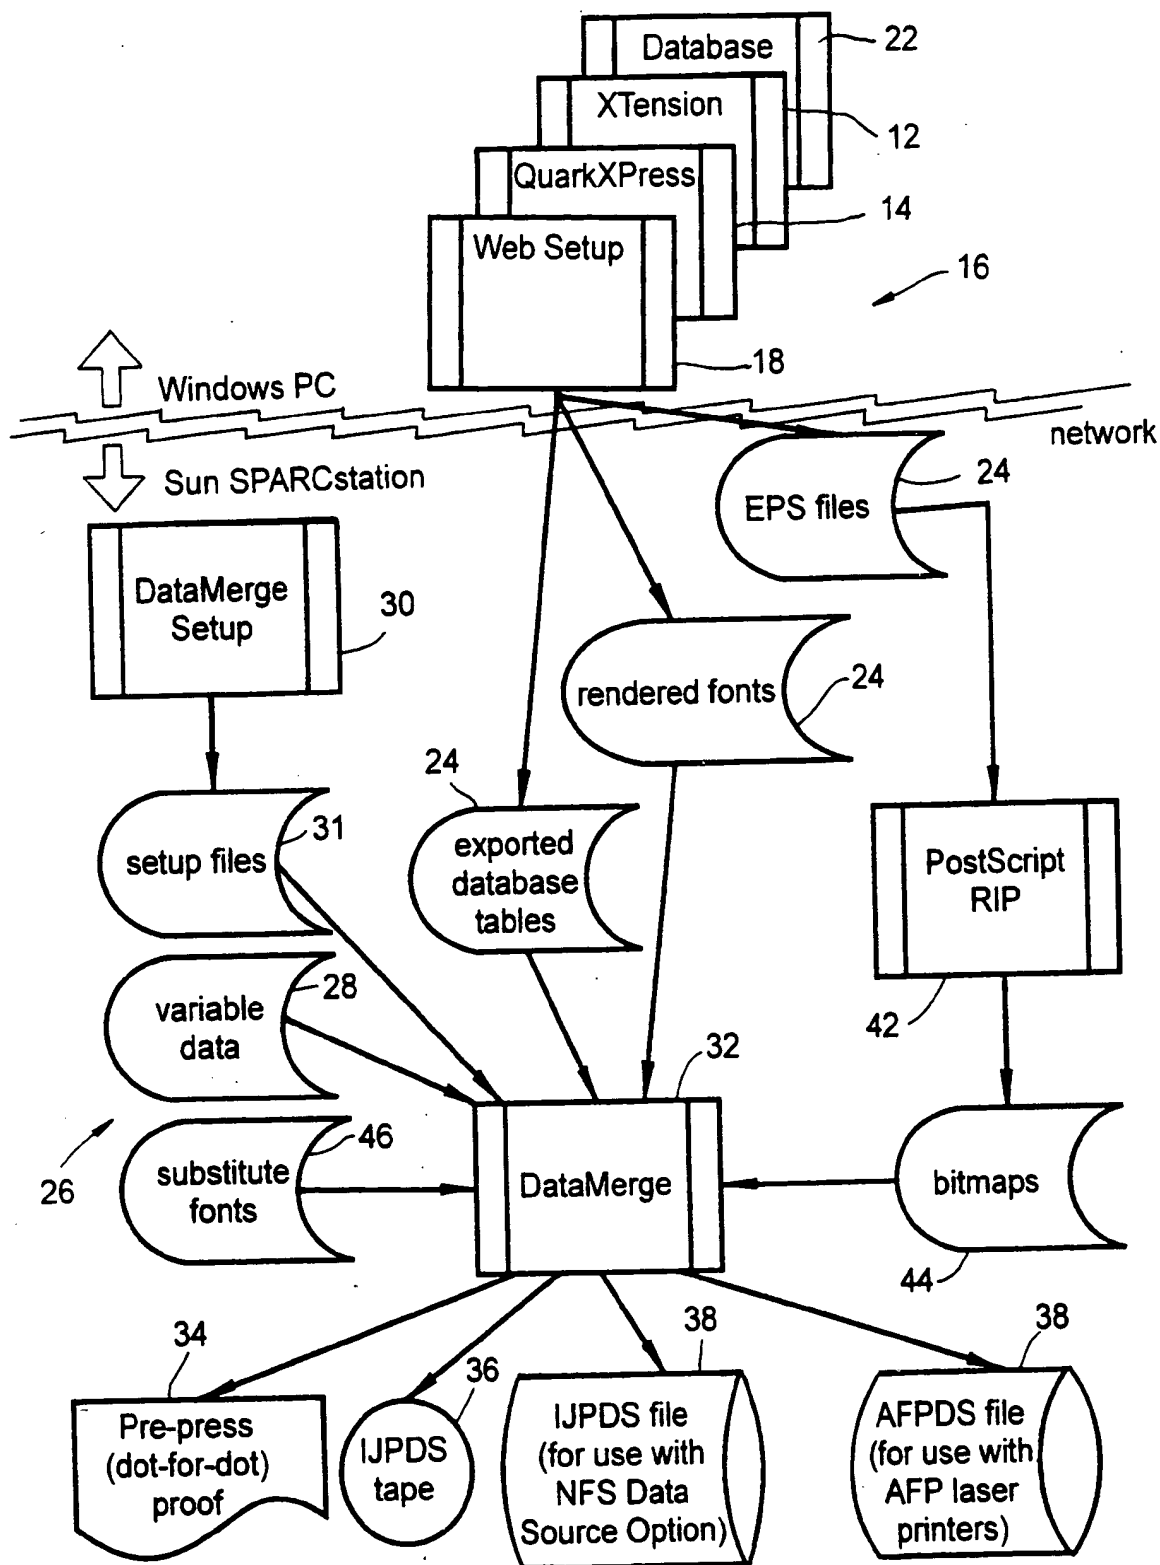 Database
22
XTension
12
QuarkXPress
14
Web Setup
16
18
Windows PC
network
Sun SPARCstation
24
EPS files
DataMerge
Setup
30
rendered fonts
24
24
31
setup files
exported
database
tables
PostScript
RIP
28
variable
data
42
32
46
substitute
fonts
26
DataMerge
bitmaps
44
34
36
38
38
Pre-press
(dot-for-dot)
proof
IJPDS
tape
IJPDS file
(for use with
NFS Data
Source Option)
AFPDS file
(for use with
AFP laser
printers)